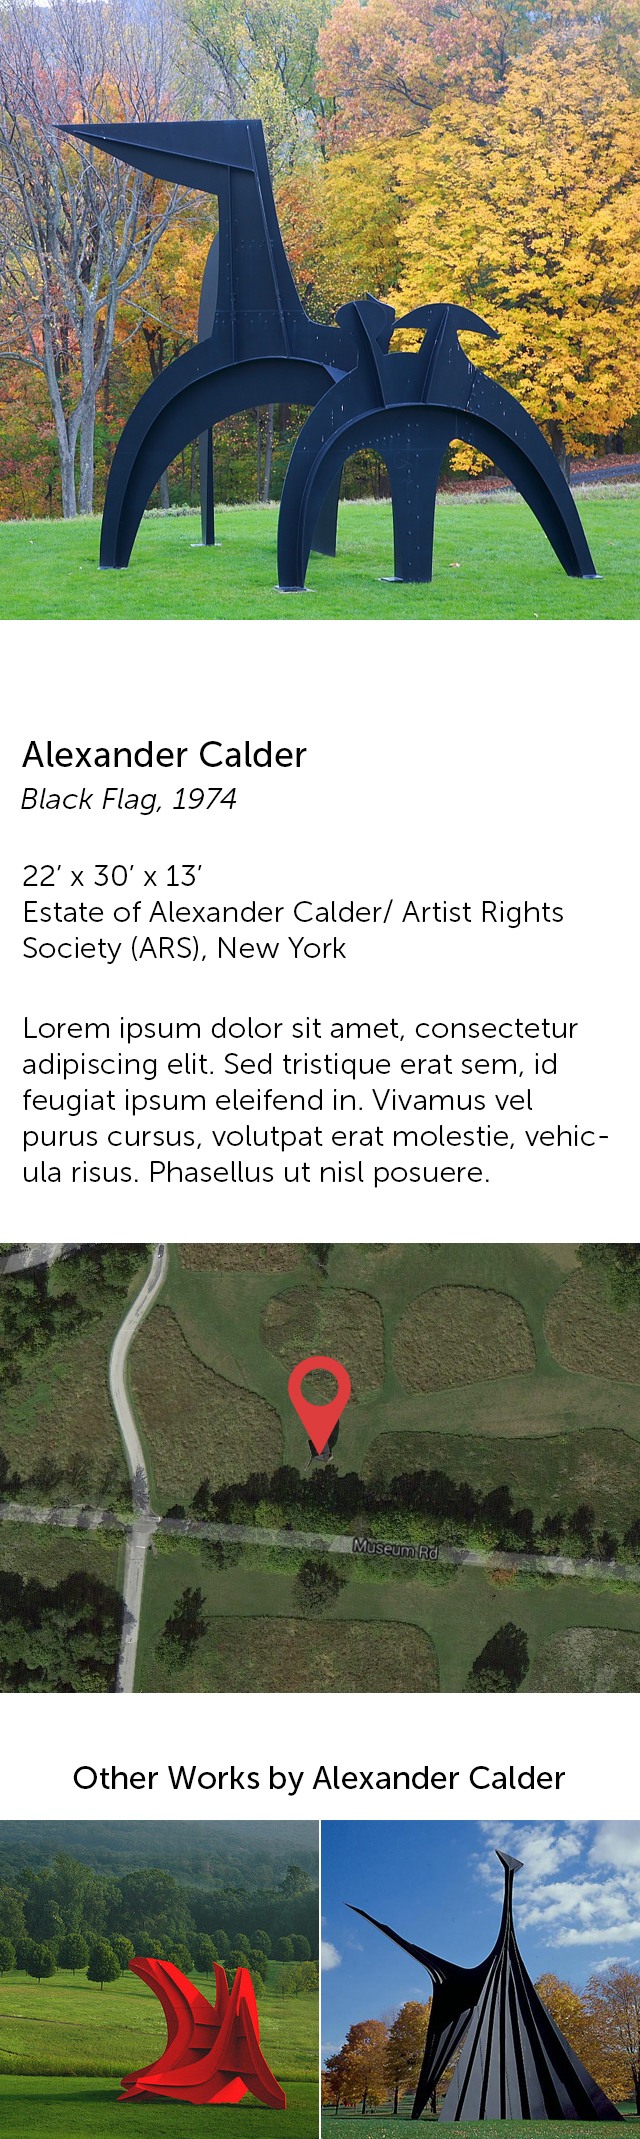 Alexander Calder
Black Flag, 1974
22’ x 30’ x 13’
Estate of Alexander Calder/ Artist Rights
Society (ARS), New York
Lorem ipsum dolor sit amet, consectetur
adipiscing elit. Sed tristique erat sem, id
feugiat ipsum eleifend in. Vivamus vel
purus cursus, volutpat erat molestie, vehic-
ula risus. Phasellus ut nisl posuere.
Museum Rd
Other Works by Alexander Calder